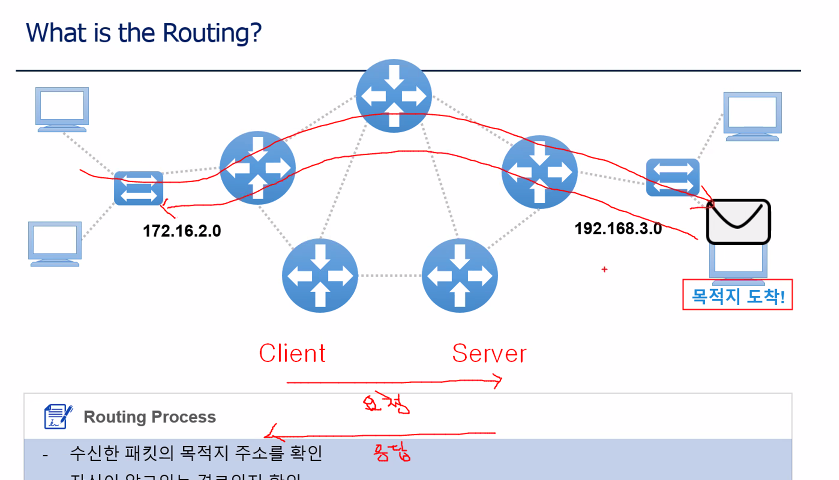 What is the Routing?
172.16.2.0
192.168.3.0
목적지 도착!
Client
Server
요청
Routing Process
응답
- 수신한 패킷의 목적지 주소를 확인